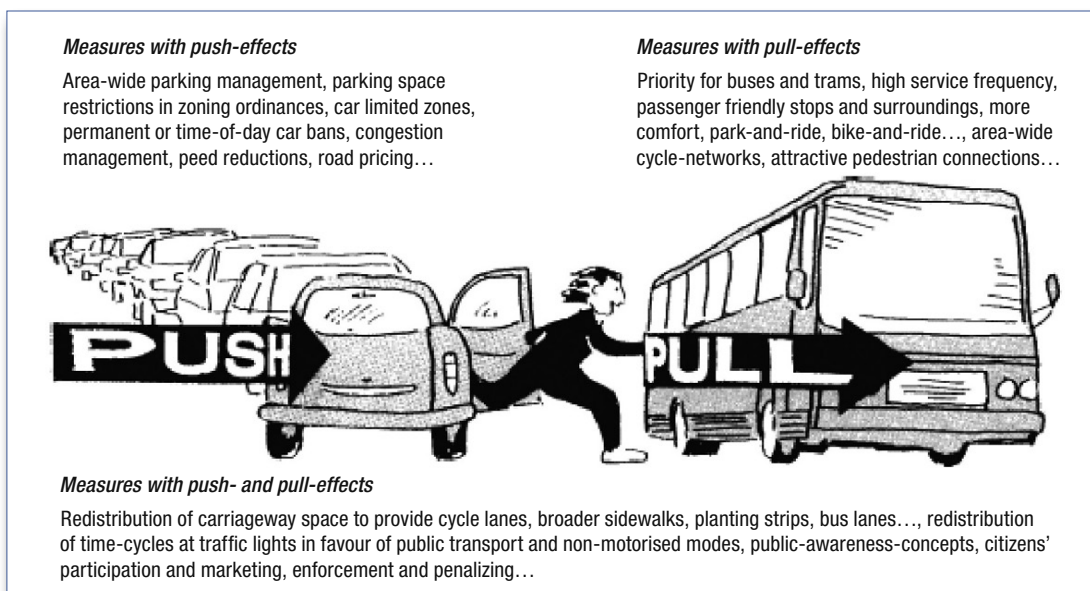 Measures with push-effects
Area-wide parking management, parking space
restrictions in zoning ordinances, car limited zones,
permanent or time-of-day car bans, congestion
management, peed reductions, road pricing…
Measures with pull-effects
Priority for buses and trams, high service frequency,
passenger friendly stops and surroundings, more
comfort, park-and-ride, bike-and-ride…, area-wide
cycle-networks, attractive pedestrian connections…
PUSH
PULL
Measures with push- and pull-effects
Redistribution of carriageway space to provide cycle lanes, broader sidewalks, planting strips, bus lanes…, redistribution
of time-cycles at traffic lights in favour of public transport and non-motorised modes, public-awareness-concepts, citizens’
participation and marketing, enforcement and penalizing…